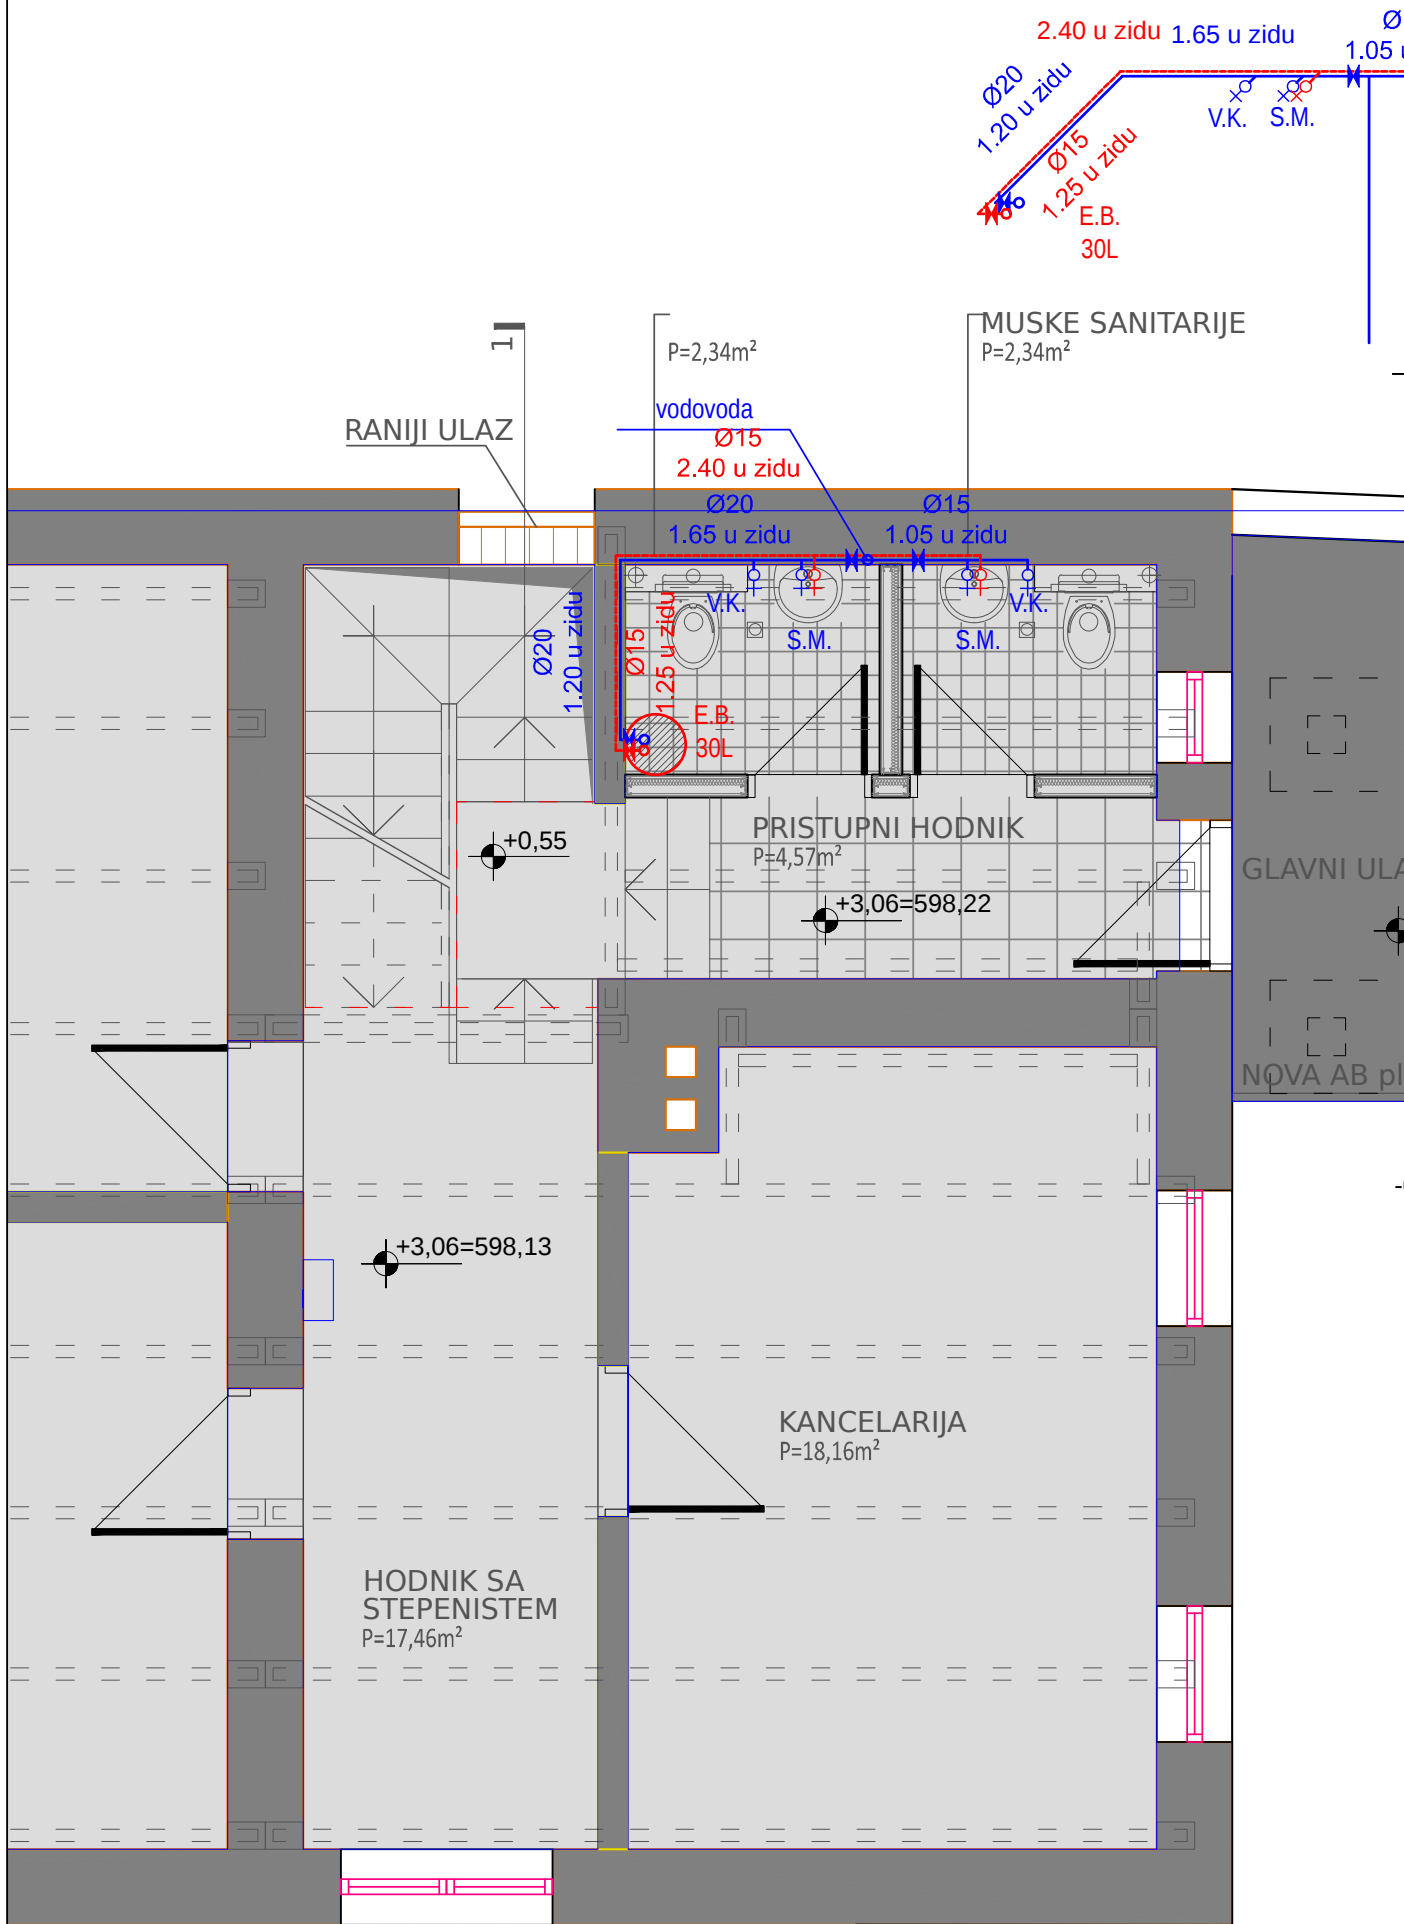 Ø
2.40 u zidu
1.65 u zidu
1.05 u
Ø20
1.20 u zidu
Ø15
1.25 u zidu
V.K.
S.M.
E.B.
30L
1
MUSKE SANITARIJE
P=2,34m²
P=2,34m²
vodovoda
RANIJI ULAZ
Ø15
2.40 u zidu
Ø20
1.65 u zidu
Ø15
1.05 u zidu
Ø20
1.20 u zidu
Ø15
1.25 u zidu
V.K.
S.M.
S.M.
V.K.
E.B.
30L
+0,55
PRISTUPNI HODNIK
P=4,57m²
+3,06=598,22
GLAVNI ULA
NOVA AB pl
+3,06=598,13
KANCELARIJA
P=18,16m²
HODNIK SA
STEPENISTEM
P=17,46m²